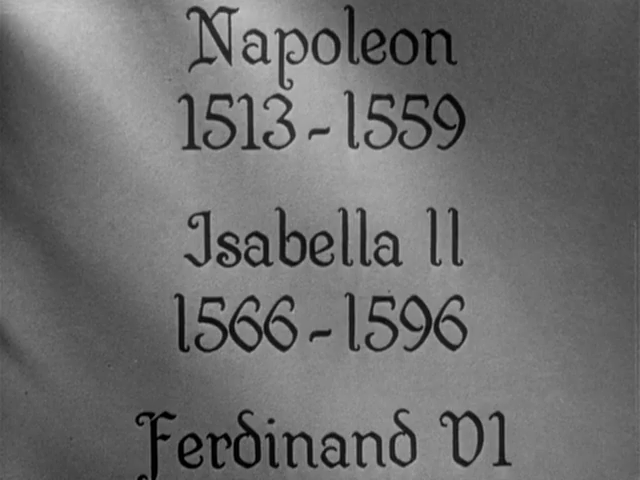 Napoleon
1513-1559
Isabella II
1566-1596
Ferdinand VI